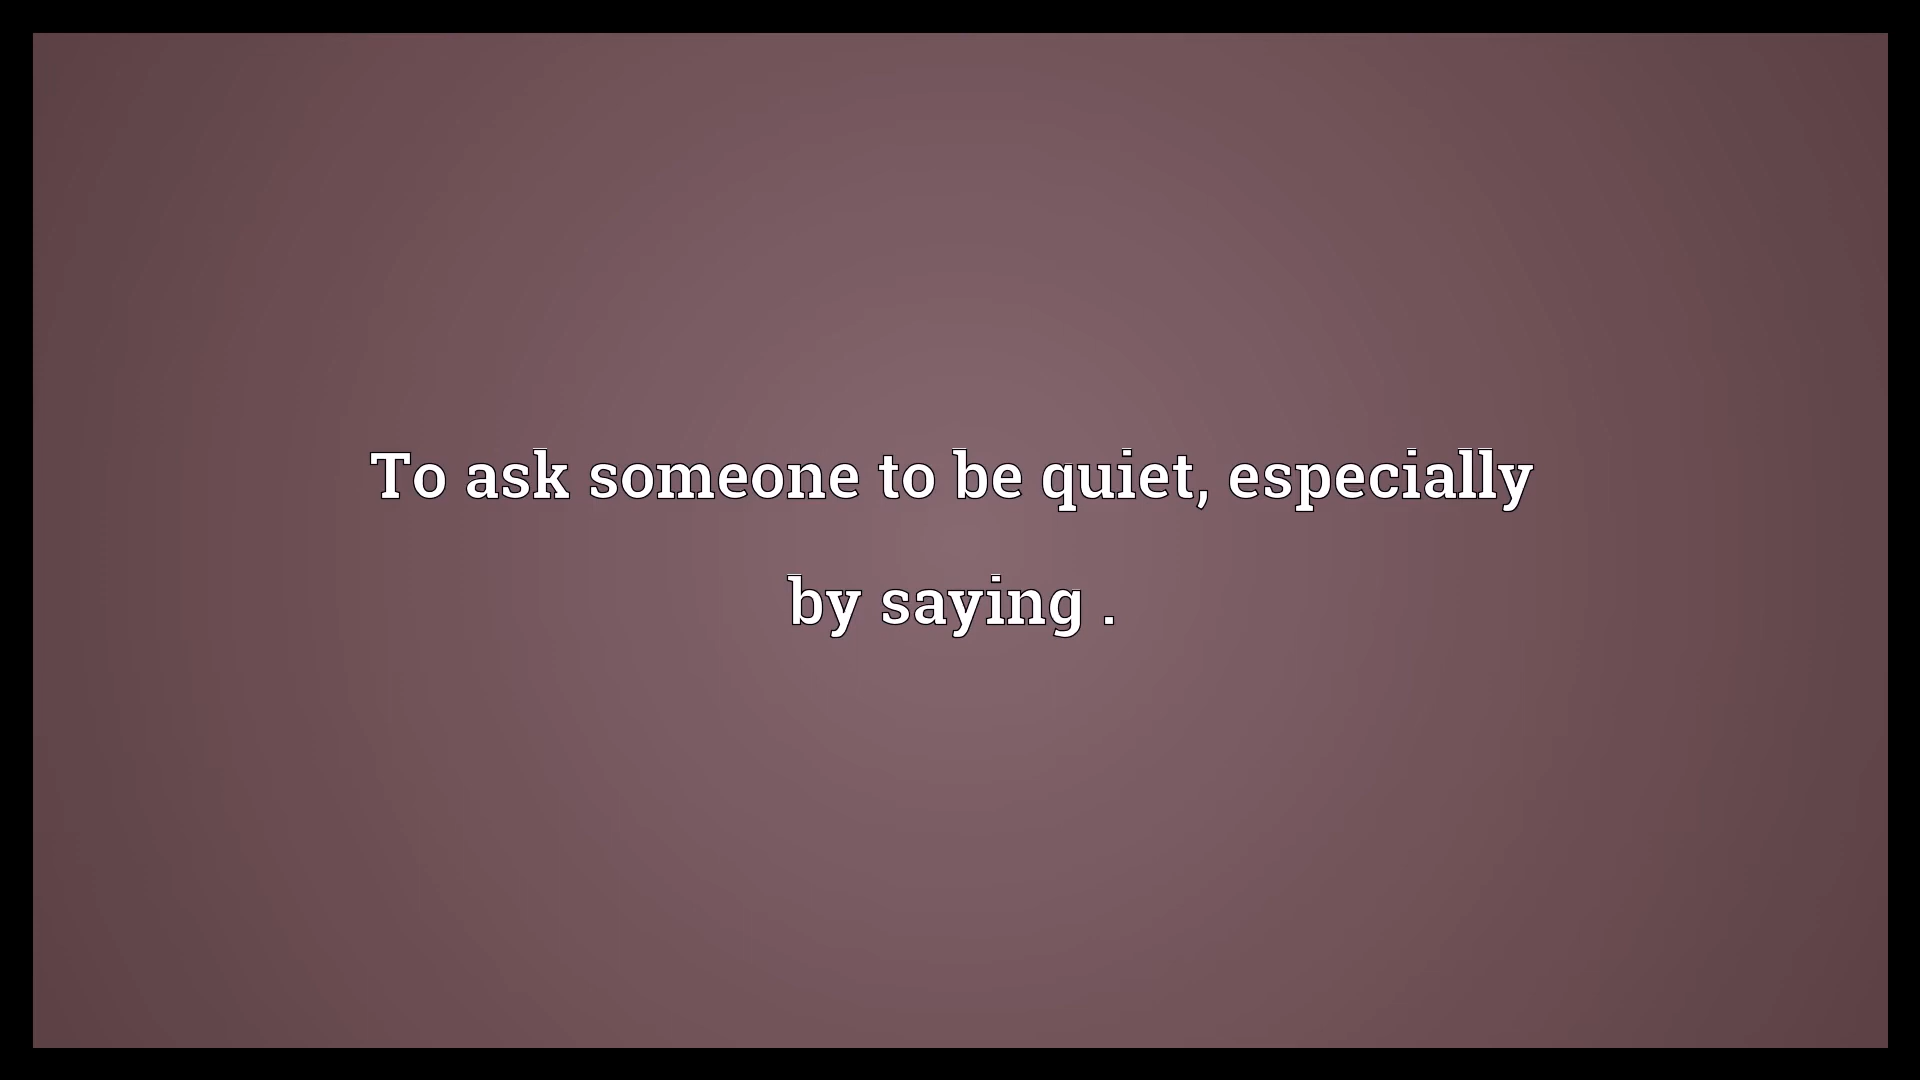 To ask someone to be quiet, especially
by saying .